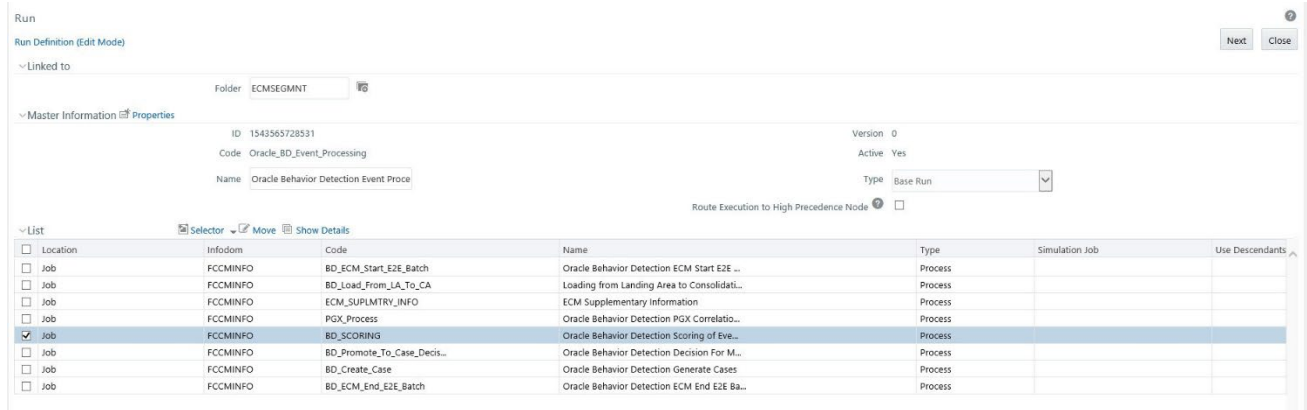 Run
Run Definition (Edit Mode)
Next Close
Linked to
Folder ECMSEGMNT
Master Information Properties
ID 1543565728531 Version 0
Code Oracle_BD_Event_Processing Active Yes
Name Oracle Behavior Detection Event Proce Type Base Run
Route Execution to High Precedence Node
List Selector Move Show Details
Location Infodom Code Name Type Simulation Job Use Descendants
Job FCCMINFO BD_ECM_Start_E2E_Batch Oracle Behavior Detection ECM Start E2E ... Process
Job FCCMINFO BD_Load_From_LA_To_CA Loading from Landing Area to Consolidati... Process
Job FCCMINFO ECM_SUPLMTRY_INFO ECM Supplementary Information Process
Job FCCMINFO PGX_Process Oracle Behavior Detection PGX Correlatio... Process
Job FCCMINFO BD_SCORING Oracle Behavior Detection Scoring of Eve... Process
Job FCCMINFO BD_Promote_To_Case_Decis... Oracle Behavior Detection Decision For M... Process
Job FCCMINFO BD_Create_Case Oracle Behavior Detection Generate Cases Process
Job FCCMINFO BD_ECM_End_E2E_Batch Oracle Behavior Detection ECM End E2E Ba... Process